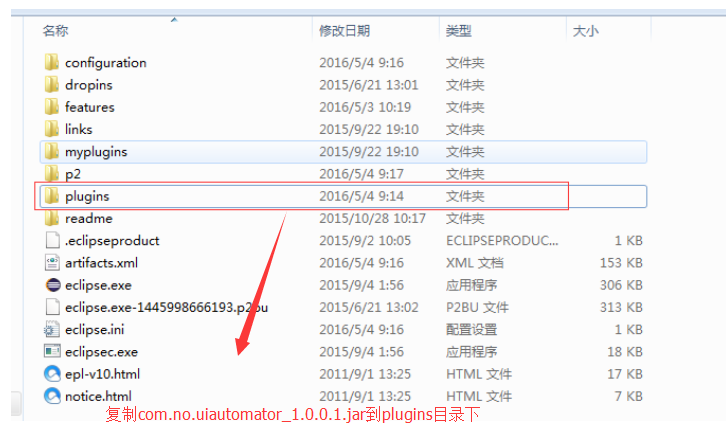 名称 修改日期 类型 大小
configuration 2016/5/4 9:16 文件夹
dropins 2015/6/21 13:01 文件夹
features 2016/5/3 10:19 文件夹
links 2015/9/22 19:10 文件夹
myplugins 2015/9/22 19:10 文件夹
p2 2016/5/4 9:17 文件夹
plugins 2016/5/4 9:14 文件夹
readme 2015/10/28 10:17 文件夹
.eclipseproduct 2015/9/2 10:05 ECLIPSEPRODUC... 1 KB
artifacts.xml 2016/5/4 9:16 XML 文档 153 KB
eclipse.exe 2015/9/4 1:56 应用程序 306 KB
eclipse.exe-1445998666193.p2bu 2015/6/21 13:02 P2BU 文件 313 KB
eclipse.ini 2016/5/4 9:16 配置设置 1 KB
eclipsec.exe 2015/9/4 1:56 应用程序 18 KB
epl-v10.html 2011/9/1 13:25 HTML 文件 17 KB
notice.html 2011/9/1 13:25 HTML 文件 7 KB
复制com.no.uiautomator_1.0.0.1.jar到plugins目录下